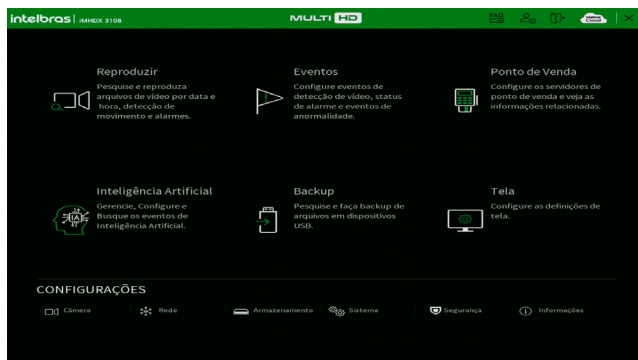 intelbras iMHDX 3108 MULTI HD FAQ intelbras Cloud
Reproduzir
Pesquise e reproduza
arquivos de vídeo por data e
hora, detecção de
movimento e alarmes.
Eventos
Configure eventos de
detecção de vídeo, status
de alarme e eventos de
anormalidade.
Ponto de Venda
Configure os servidores de
ponto de venda e veja as
informações relacionadas.
Inteligência Artificial
Gerencie, Configure e
Busque os eventos de
Inteligência Artificial.
IA
Backup
Pesquise e faça backup de
arquivos em dispositivos
USB.
Tela
Configure as definições de
tela.
CONFIGURAÇÕES
Câmera Rede Armazenamento Sistema Segurança Informações